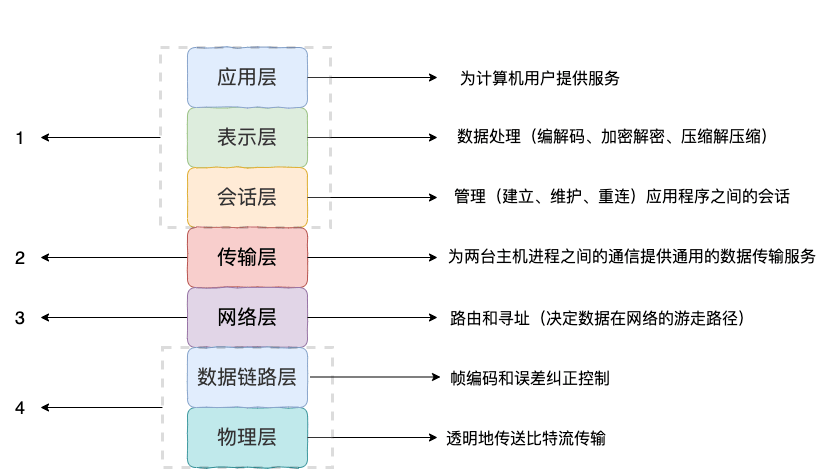 应用层
为计算机用户提供服务
1
表示层
数据处理（编解码、加密解密、压缩解压缩）
会话层
管理（建立、维护、重连）应用程序之间的会话
2
传输层
为两台主机进程之间的通信提供通用的数据传输服务
3
网络层
路由和寻址（决定数据在网络的游走路径）
数据链路层
帧编码和误差纠正控制
4
物理层
透明地传送比特流传输